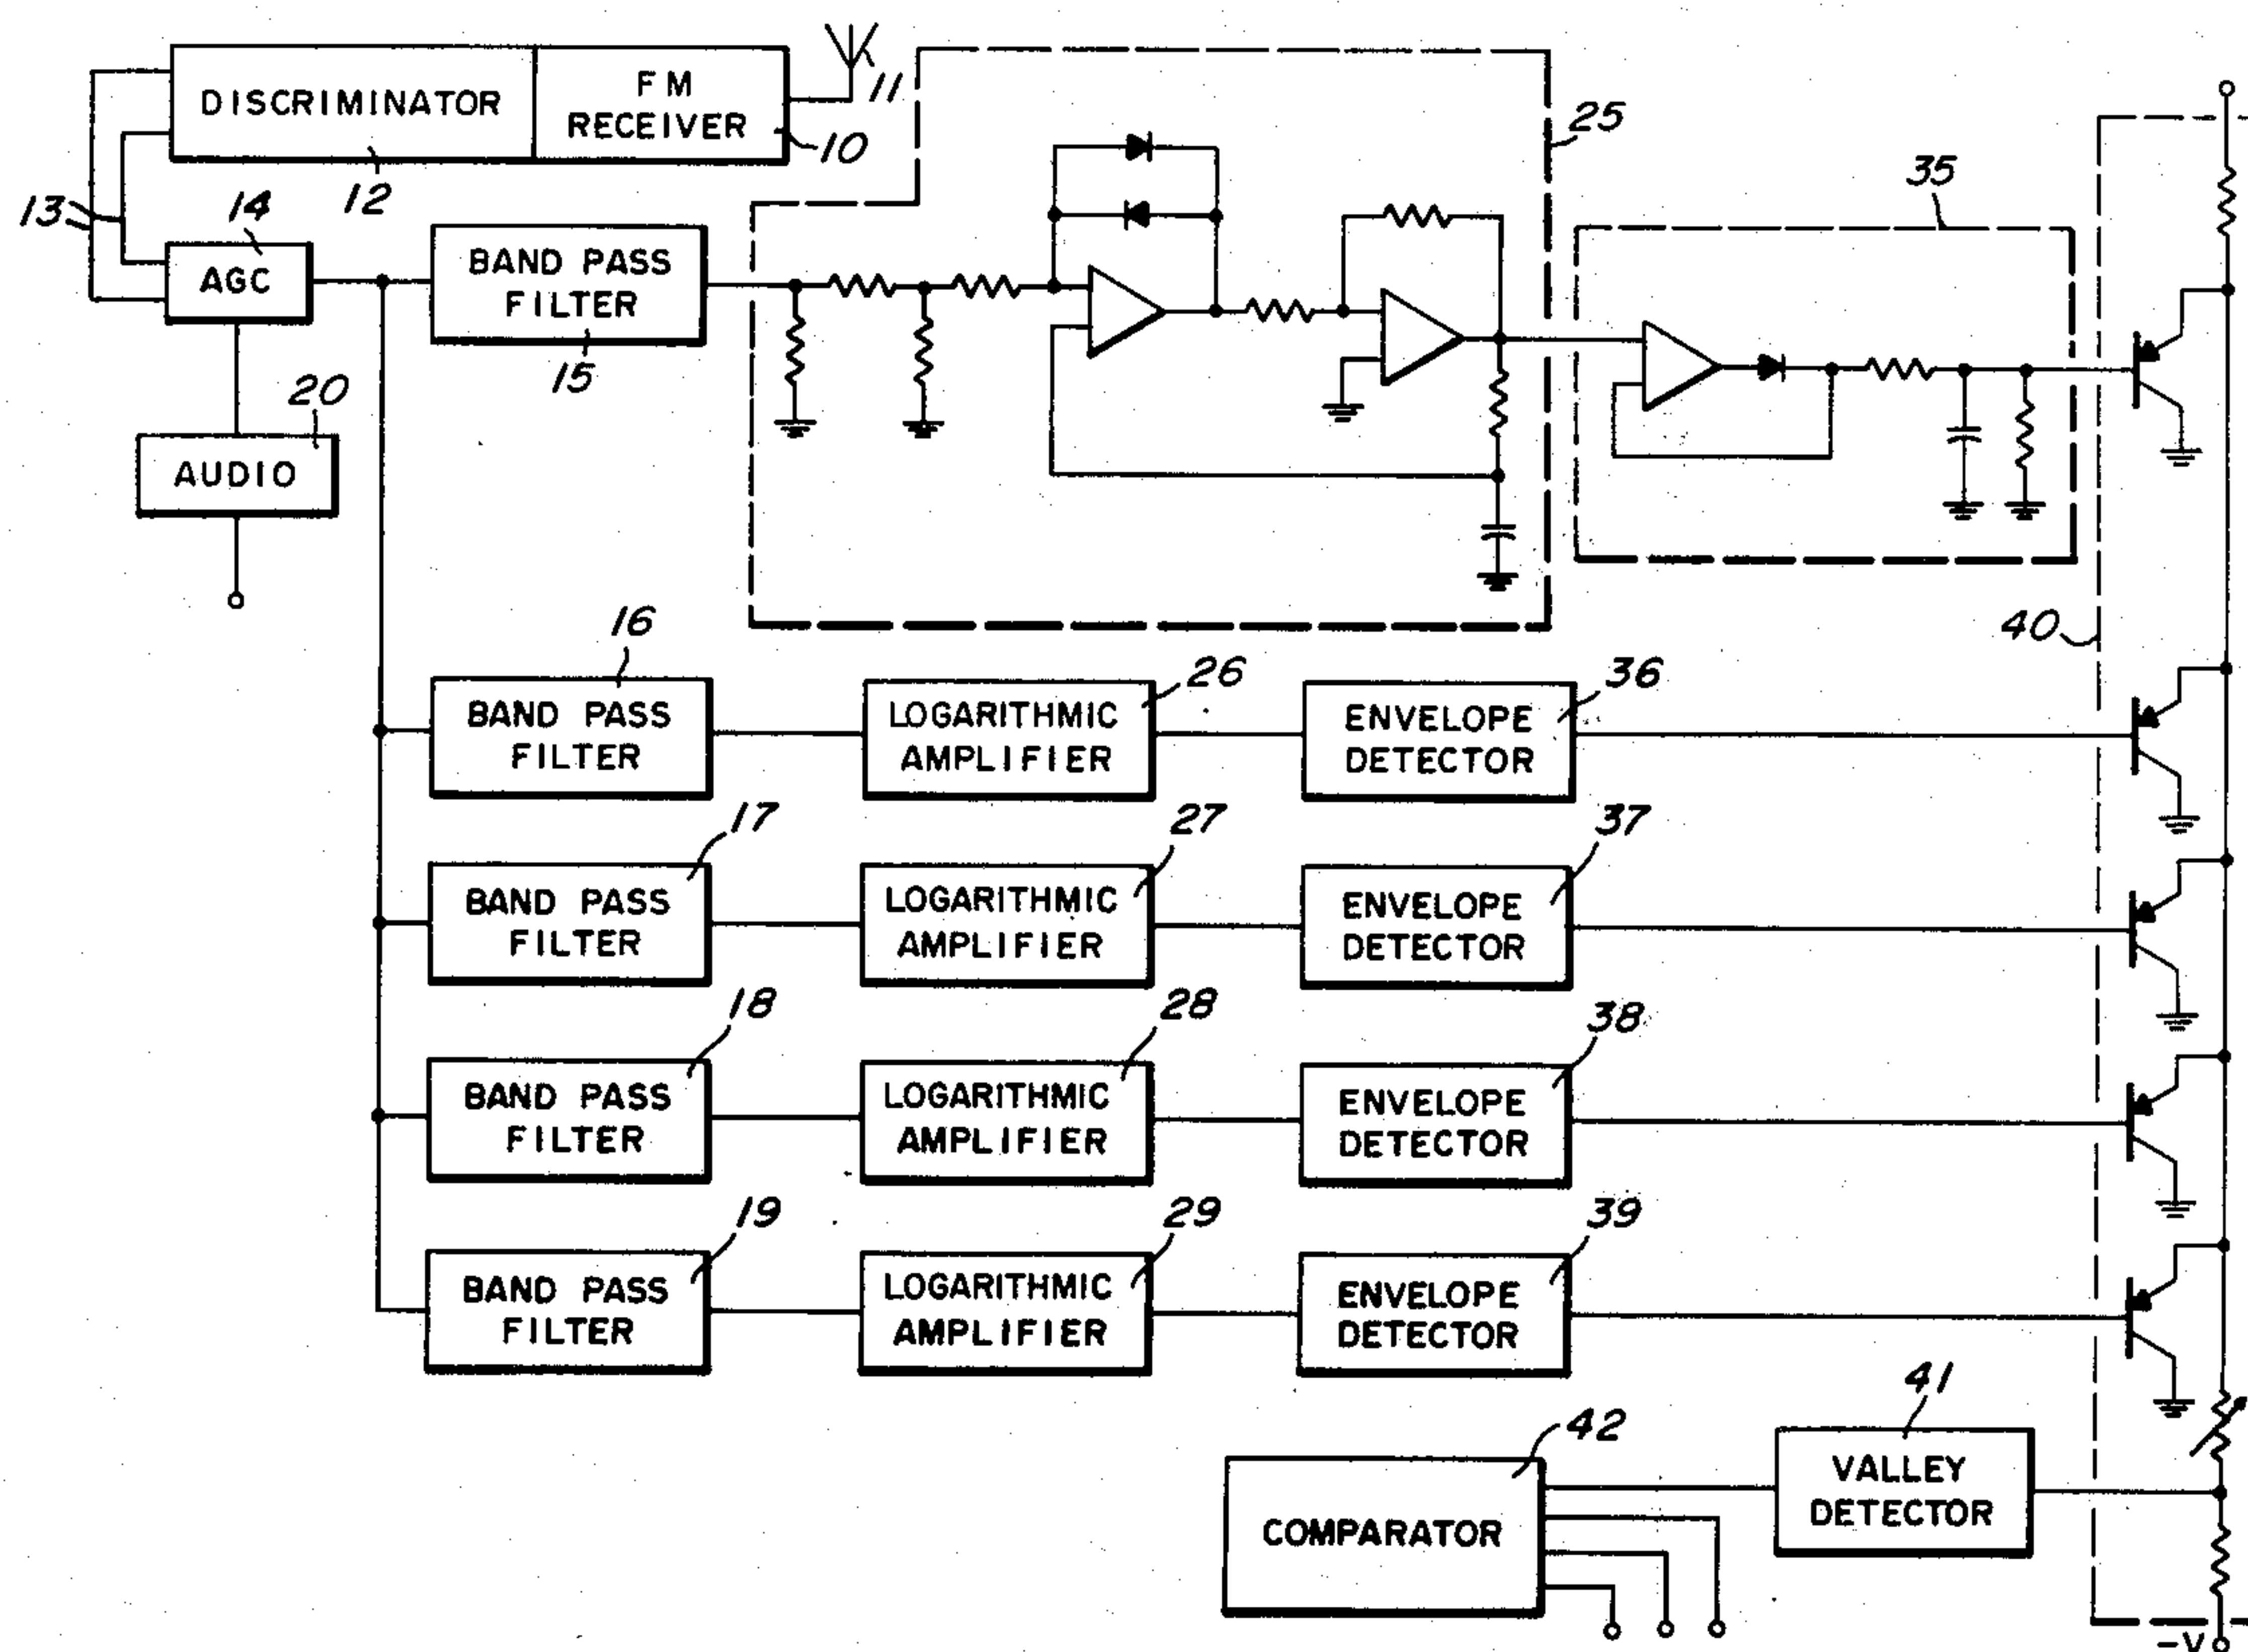 DISCRIMINATOR
FM
RECEIVER
11
10
12
13
14
AGC
BAND PASS
FILTER
15
20
AUDIO
25
35
40
16
BAND PASS
FILTER
26
LOGARITHMIC
AMPLIFIER
36
ENVELOPE
DETECTOR
17
BAND PASS
FILTER
27
LOGARITHMIC
AMPLIFIER
37
ENVELOPE
DETECTOR
18
BAND PASS
FILTER
28
LOGARITHMIC
AMPLIFIER
38
ENVELOPE
DETECTOR
19
BAND PASS
FILTER
29
LOGARITHMIC
AMPLIFIER
39
ENVELOPE
DETECTOR
42
COMPARATOR
41
VALLEY
DETECTOR
-V